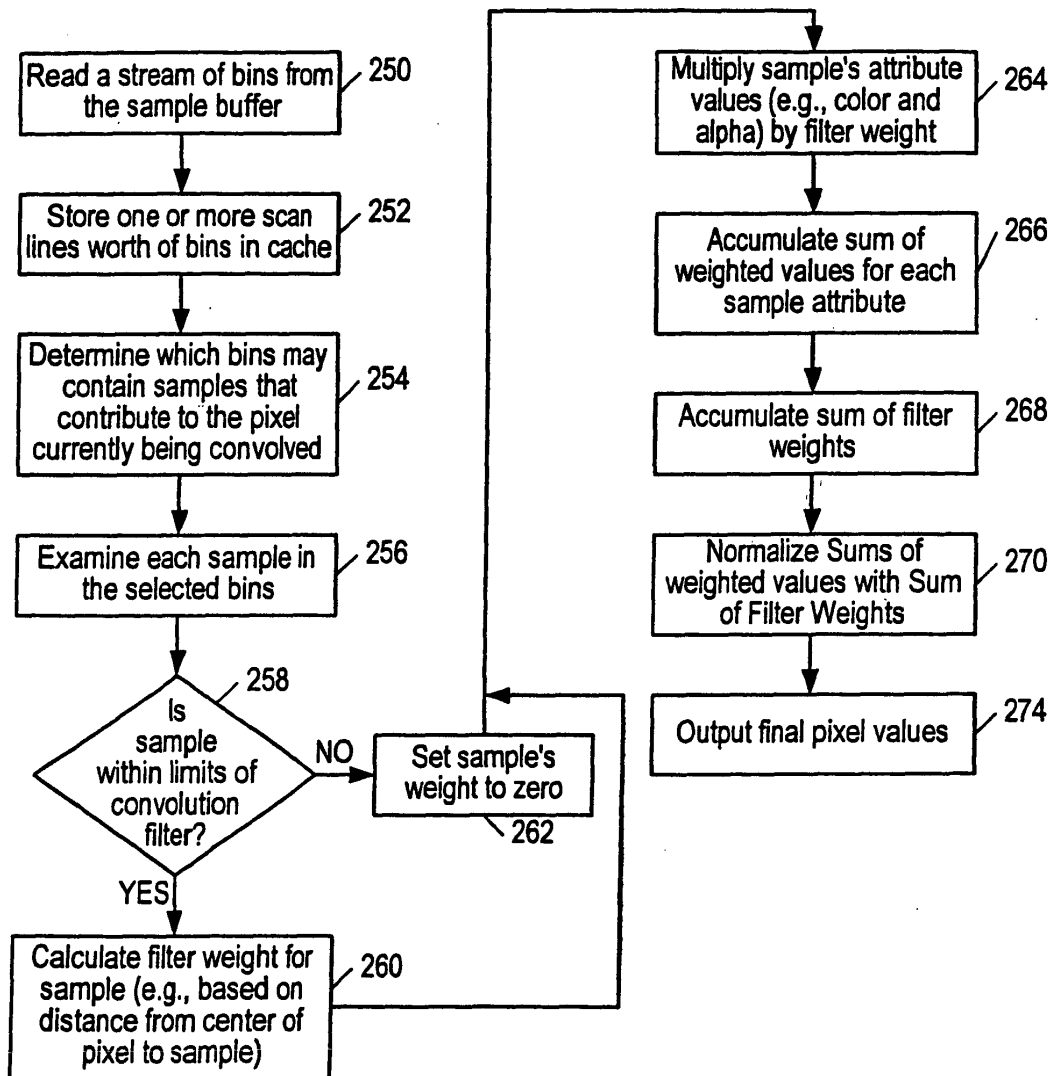 Read a stream of bins from
the sample buffer
250
Store one or more scan
lines worth of bins in cache
252
Determine which bins may
contain samples that
contribute to the pixel
currently being convolved
254
Examine each sample in
the selected bins
256
Is
sample
within limits of
convolution
filter?
258
NO
Set sample's
weight to zero
262
YES
Calculate filter weight for
sample (e.g., based on
distance from center of
pixel to sample)
260
Multiply sample's attribute
values (e.g., color and
alpha) by filter weight
264
Accumulate sum of
weighted values for each
sample attribute
266
Accumulate sum of filter
weights
268
Normalize Sums of
weighted values with Sum
of Filter Weights
270
Output final pixel values
274